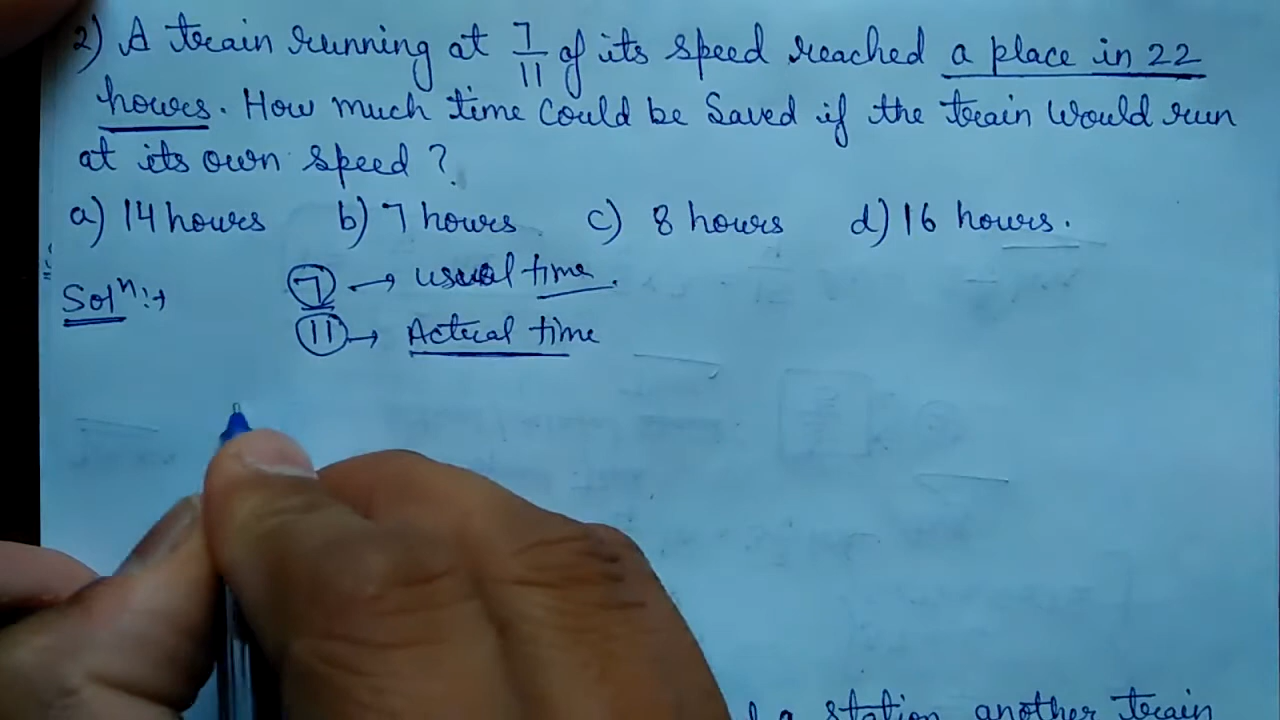 2) A train running at 7/11 of its speed reached a place in 22
hours. How much time could be saved if the train would run
at its own speed ?
a) 14 hours b) 7 hours c) 8 hours d) 16 hours.
Solⁿ:→ 7 → usual time.
11 → Actual time
a station another train